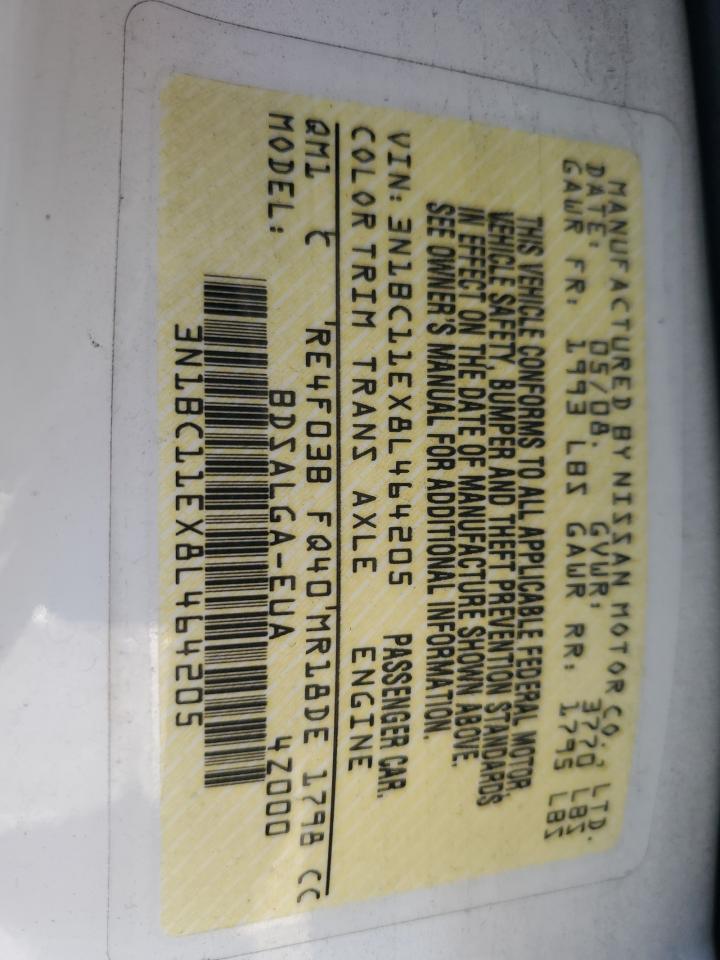 MANUFACTURED BY NISSAN MOTOR CO., LTD.
DATE: 05/08. GVWR: 3770 LBS
GAWR FR: 1993 LBS GAWR RR: 1795 LBS
THIS VEHICLE CONFORMS TO ALL APPLICABLE FEDERAL MOTOR
VEHICLE SAFETY, BUMPER AND THEFT PREVENTION STANDARDS
IN EFFECT ON THE DATE OF MANUFACTURE SHOWN ABOVE.
SEE OWNER'S MANUAL FOR ADDITIONAL INFORMATION.
VIN: 3N1BC11EX8L464205 PASSENGER CAR.
COLOR TRIM TRANS AXLE ENGINE
QM1 C RE4F03B FQ40 MR18DE 1798 CC
MODEL: BDSALGA-EUA 4Z000
3N1BC11EX8L464205